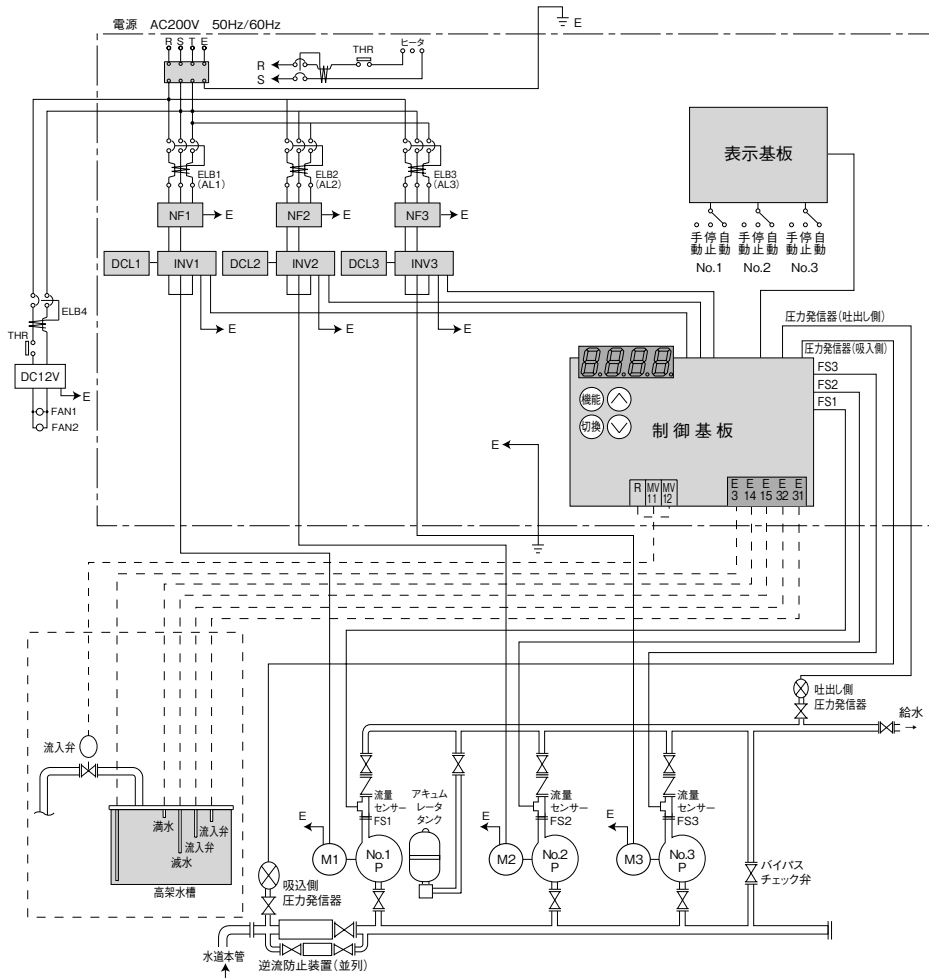 電源 AC200V 50Hz/60Hz
E
R S T E
THR
ヒータ
R
S
表示基板
ELB1
(AL1)
ELB2
(AL2)
ELB3
(AL3)
NF1
E
NF2
E
NF3
E
手動 停止 自動
No.1
手動 停止 自動
No.2
手動 停止 自動
No.3
DCL1
INV1
DCL2
INV2
DCL3
INV3
ELB4
E
E
E
圧力発信器(吐出し側)
THR
圧力発信器(吸入側)
DC12V
8.8.8.8.
FS3
E
FS2
機能
FS1
FAN1
切換
制御基板
FAN2
E
R
MV
11
MV
12
E
3
E
14
E
15
E
32
E
31
吐出し側
圧力発信器
給水
流入弁
流量
センサー
FS1
アキュム
レータ
タンク
流量
センサー
FS2
流量
センサー
FS3
E
E
E
満水
流入弁
流入弁
減水
高架水槽
M1
No.1
P
M2
No.2
P
M3
No.3
P
バイパス
チェック弁
吸込側
圧力発信器
水道本管
逆流防止装置(並列)